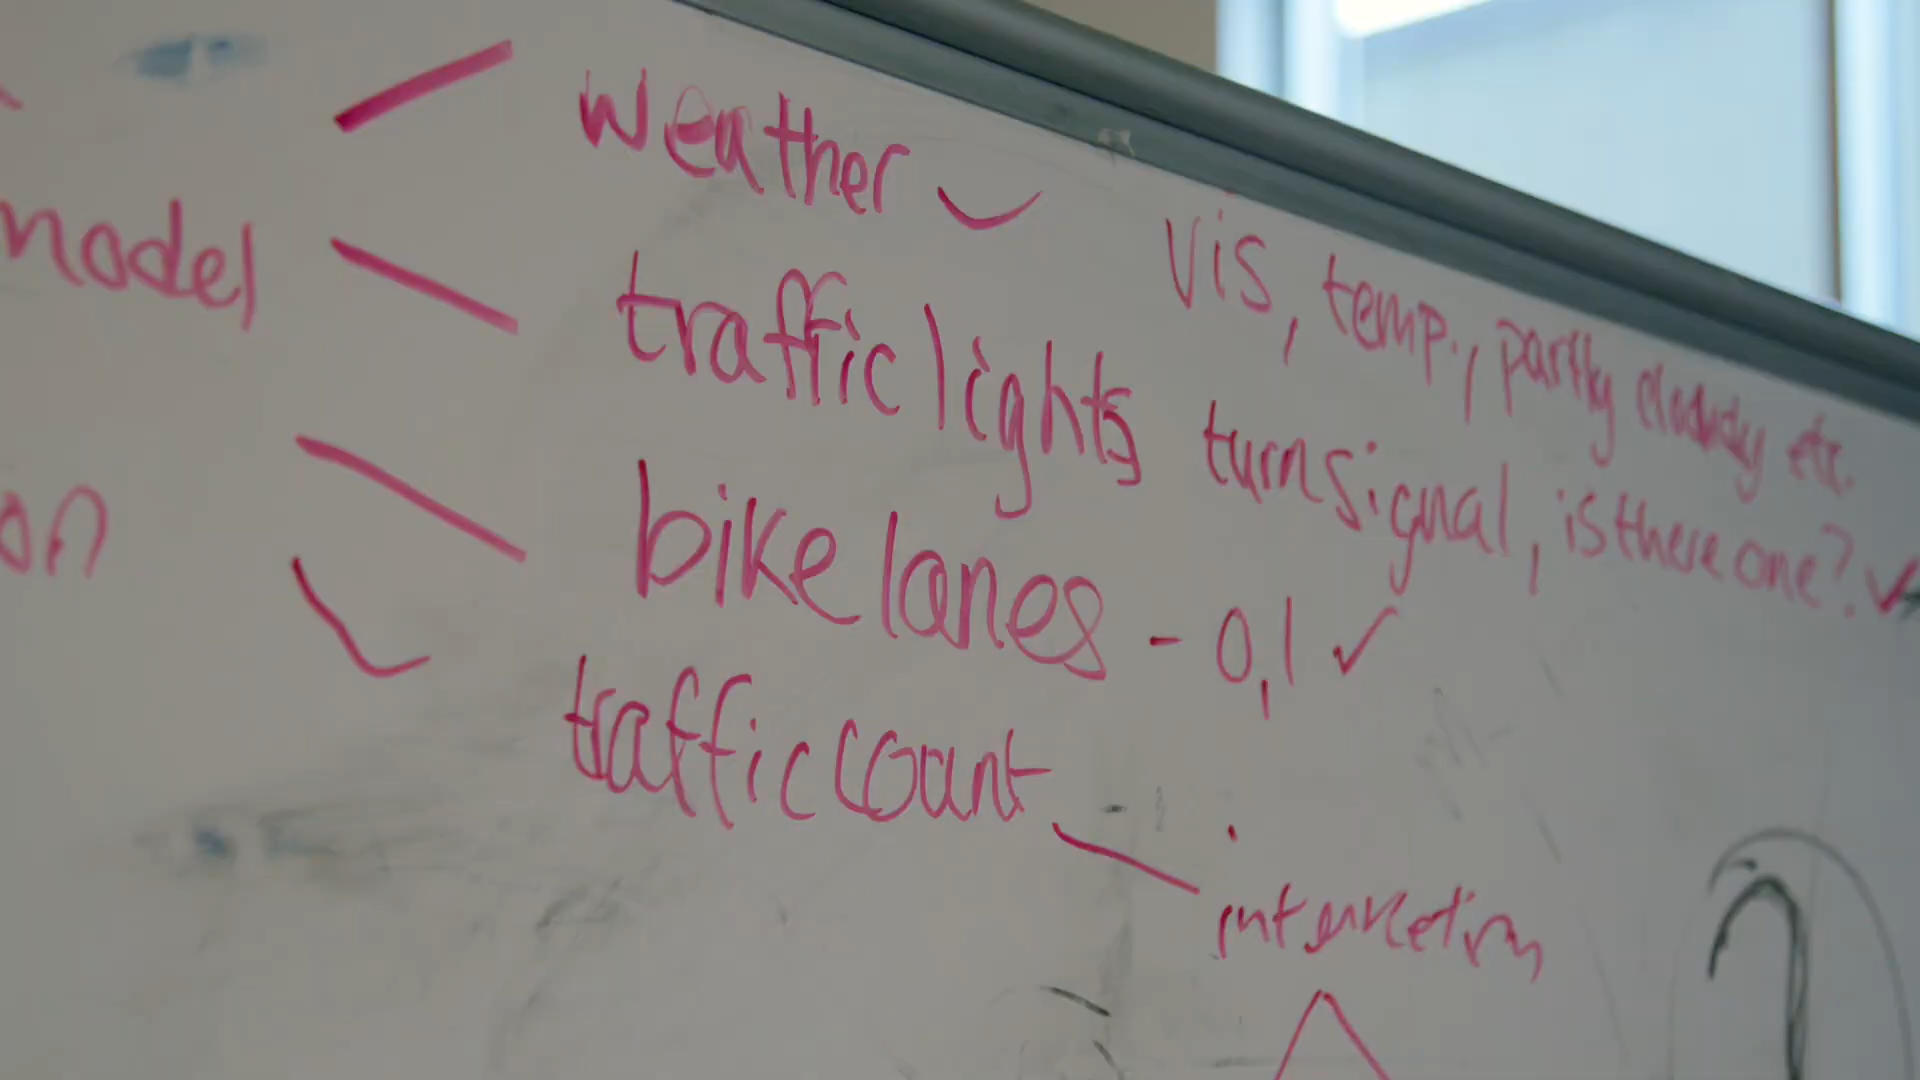 weather
vis, temp., partly cloudy etc.
model
traffic lights
turn signal, is there one?
bike lanes - 0,1 ✓
on
traffic count
intersection